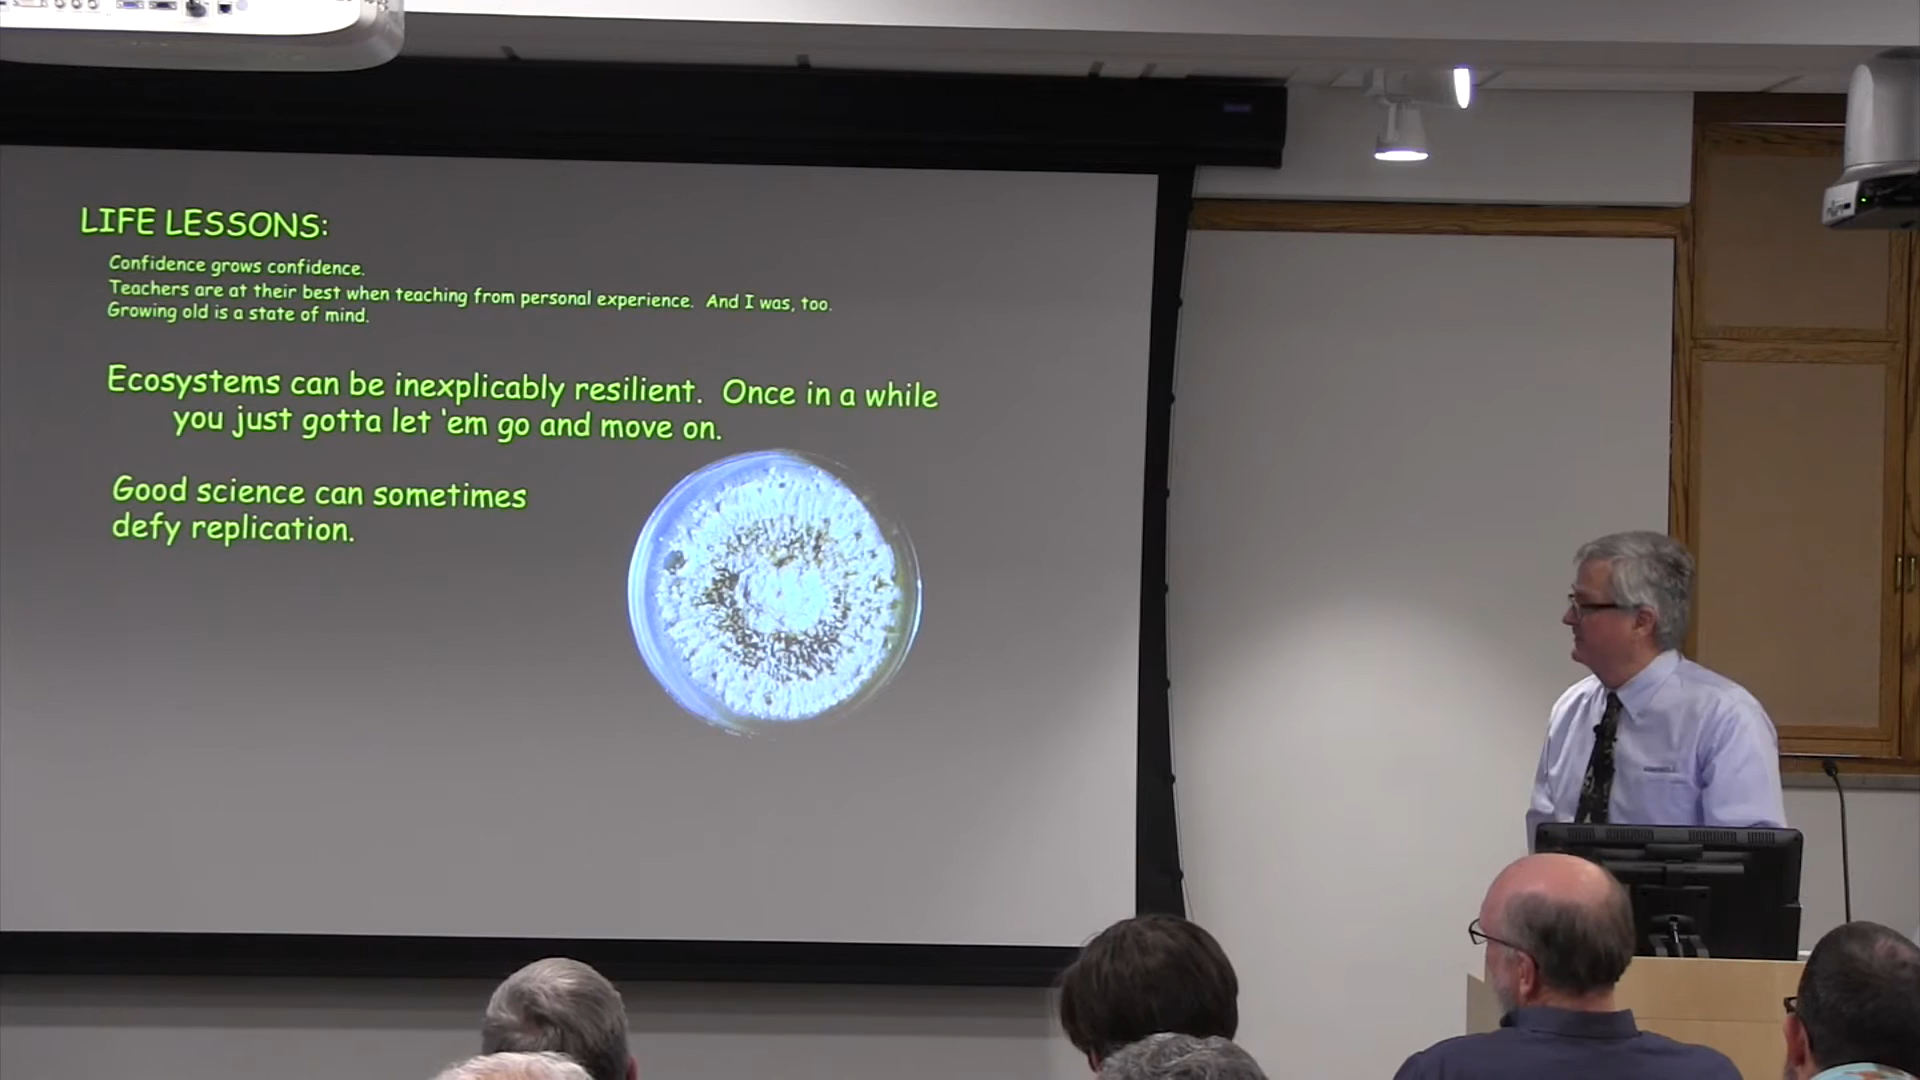 LIFE LESSONS:
Confidence grows confidence.
Teachers are at their best when teaching from personal experience. And I was, too.
Growing old is a state of mind.
Ecosystems can be inexplicably resilient. Once in a while
you just gotta let 'em go and move on.
Good science can sometimes
defy replication.